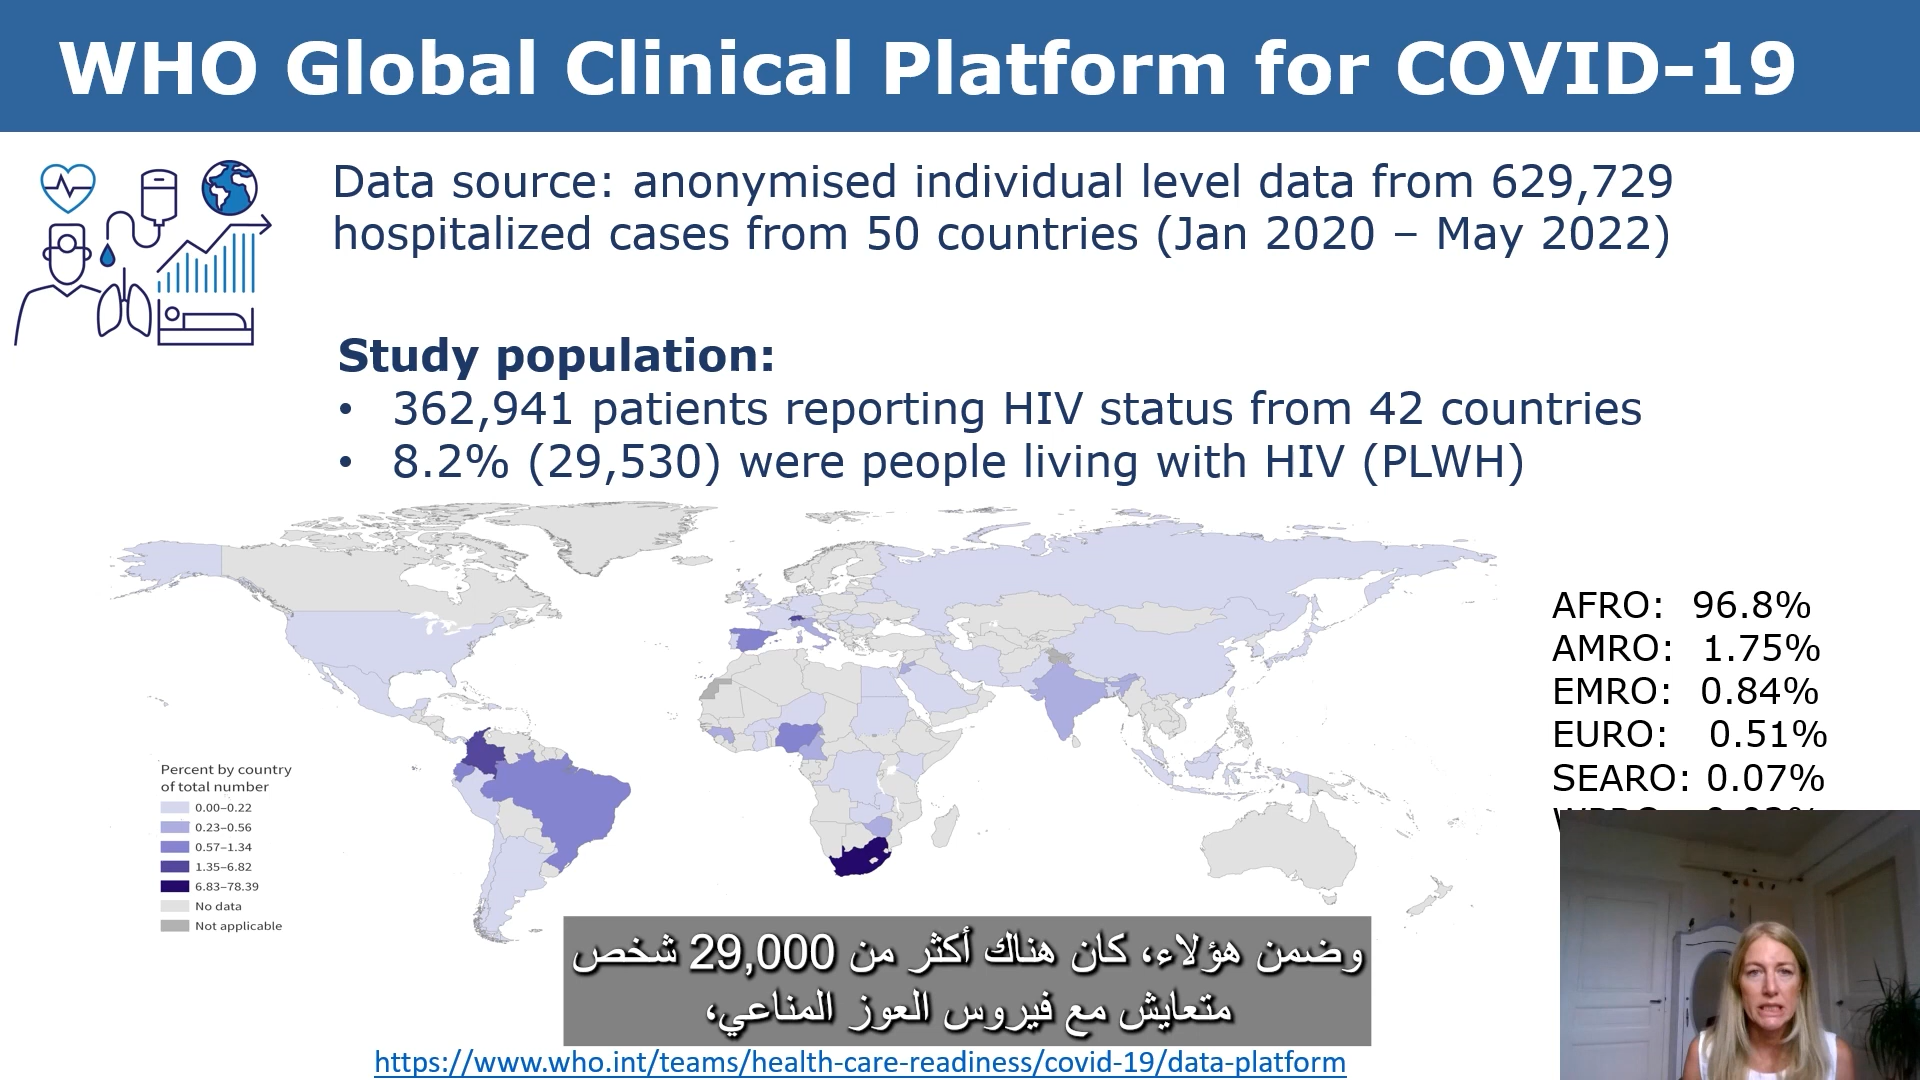 WHO Global Clinical Platform for COVID-19
Data source: anonymised individual level data from 629,729
hospitalized cases from 50 countries (Jan 2020 – May 2022)
Study population:
• 362,941 patients reporting HIV status from 42 countries
• 8.2% (29,530) were people living with HIV (PLWH)
AFRO: 96.8%
AMRO: 1.75%
EMRO: 0.84%
EURO: 0.51%
SEARO: 0.07%
Percent by country
of total number
0.00–0.22
0.23–0.56
0.57–1.34
1.35–6.82
6.83–78.39
No data
Not applicable
وضمن هؤلاء، كان هناك أكثر من 29,000 شخص
متعايش مع فيروس العوز المناعي،
https://www.who.int/teams/health-care-readiness/covid-19/data-platform